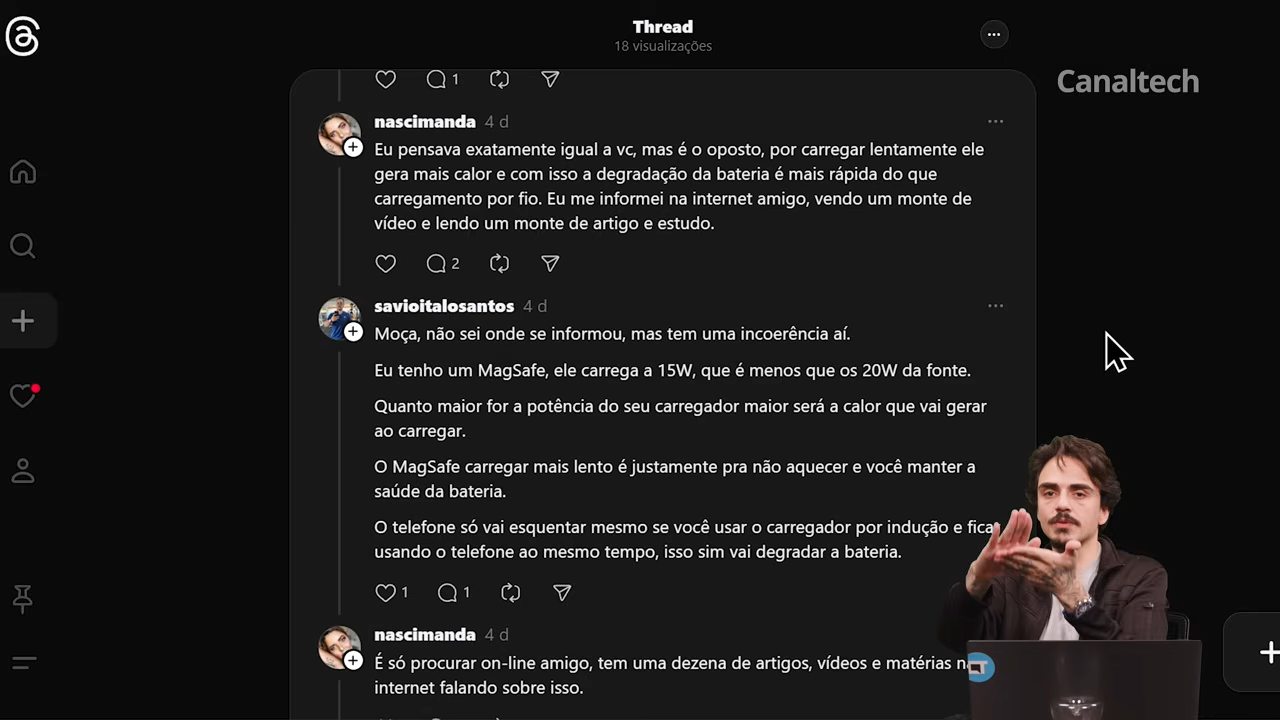 Thread
18 visualizações
Canaltech
1
nascimanda 4 d
Eu pensava exatamente igual a vc, mas é o oposto, por carregar lentamente ele
gera mais calor e com isso a degradação da bateria é mais rápida do que
carregamento por fio. Eu me informei na internet amigo, vendo um monte de
vídeo e lendo um monte de artigo e estudo.
2
savioitalosantos 4 d
Moça, não sei onde se informou, mas tem uma incoerência aí.
Eu tenho um MagSafe, ele carrega a 15W, que é menos que os 20W da fonte.
Quanto maior for a potência do seu carregador maior será a calor que vai gerar
ao carregar.
O MagSafe carregar mais lento é justamente pra não aquecer e você manter a
saúde da bateria.
O telefone só vai esquentar mesmo se você usar o carregador por indução e fica
usando o telefone ao mesmo tempo, isso sim vai degradar a bateria.
1 1
nascimanda 4 d
É só procurar on-line amigo, tem uma dezena de artigos, vídeos e matérias
internet falando sobre isso.